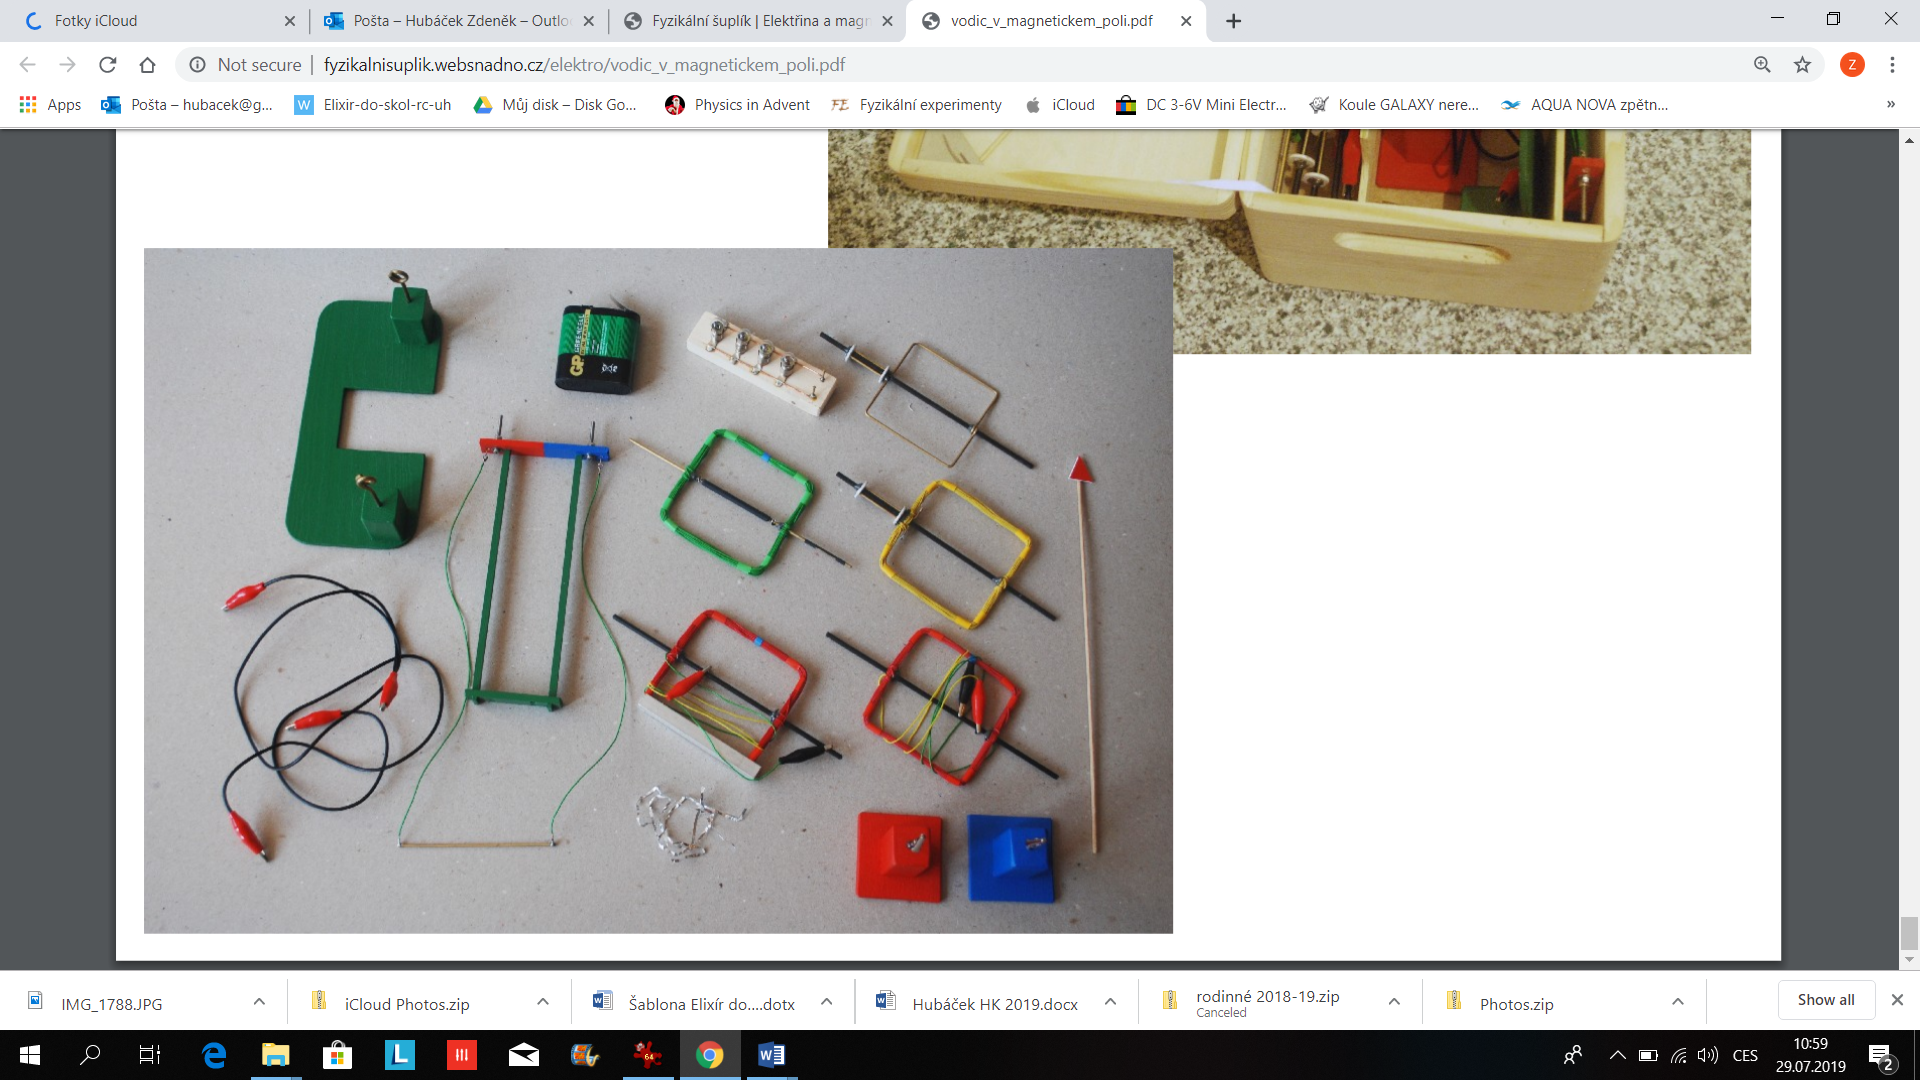 Fotky iCloud
Pošta – Hubáček Zdeněk – Outlo
Fyzikální šuplík | Elektřina a magn
vodic_v_magnetickem_poli.pdf
Not secure | fyzikalnisuplik.websnadno.cz/elektro/vodic_v_magnetickem_poli.pdf
Z
Apps
Pošta – hubacek@g...
Elixir-do-skol-rc-uh
Můj disk – Disk Go...
Physics in Advent
Fyzikální experimenty
iCloud
DC 3-6V Mini Electr...
Koule GALAXY nere...
AQUA NOVA zpětn...
»
GP
IMG_1788.JPG
iCloud Photos.zip
Šablona Elixír do....dotx
Hubáček HK 2019.docx
rodinné 2018-19.zip
Canceled
Photos.zip
Show all
64
CES
10:59
29.07.2019
2